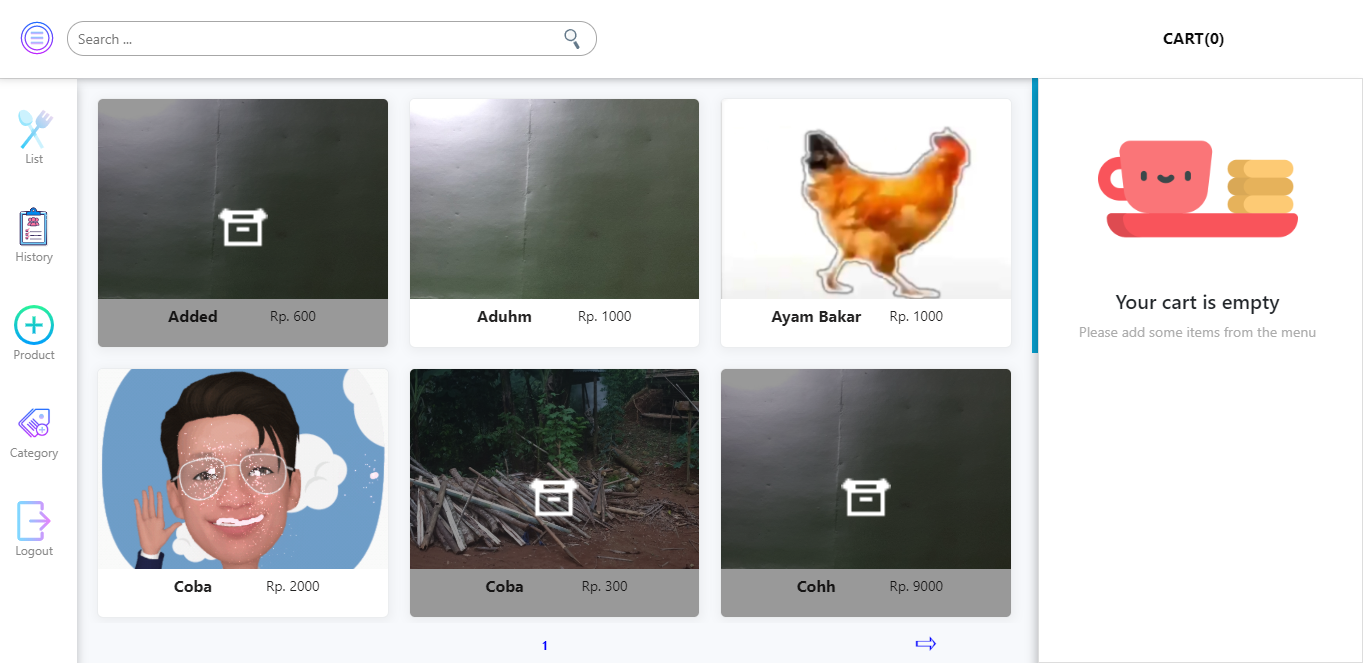 Search ...
CART(0)
List
History
Product
Category
Logout
Added Rp. 600
Aduhm Rp. 1000
Ayam Bakar Rp. 1000
Coba Rp. 2000
Coba Rp. 300
Cohh Rp. 9000
1
Your cart is empty
Please add some items from the menu